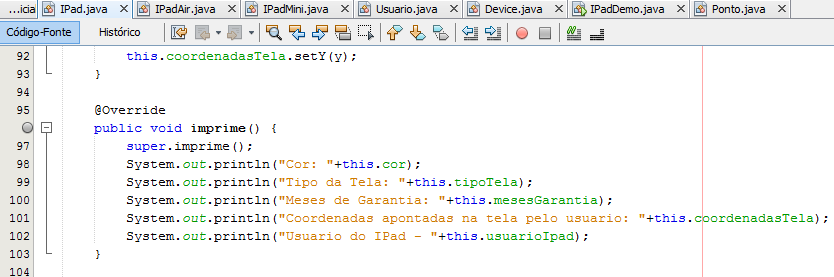 ...icia IPad.java IPadAir.java IPadMini.java Usuario.java Device.java IPadDemo.java Ponto.java
Código-Fonte Histórico
92 this.coordenadasTela.setY(y);
93 }
94
95 @Override
public void imprime() {
97 super.imprime();
98 System.out.println("Cor: "+this.cor);
99 System.out.println("Tipo da Tela: "+this.tipoTela);
100 System.out.println("Meses de Garantia: "+this.mesesGarantia);
101 System.out.println("Coordenadas apontadas na tela pelo usuario: "+this.coordenadasTela);
102 System.out.println("Usuario do IPad - "+this.usuarioIpad);
103 }
104